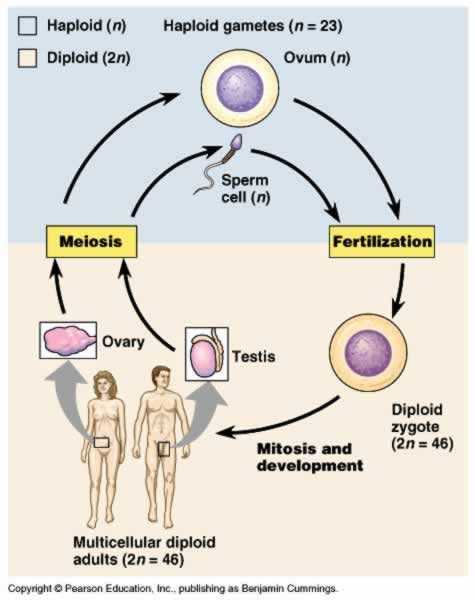 Haploid (n)
Haploid gametes (n = 23)
Diploid (2n)
Ovum (n)
Sperm
cell (n)
Meiosis
Fertilization
Ovary
Testis
Diploid
zygote
(2n = 46)
Mitosis and
development
Multicellular diploid
adults (2n = 46)
Copyright © Pearson Education, Inc., publishing as Benjamin Cummings.